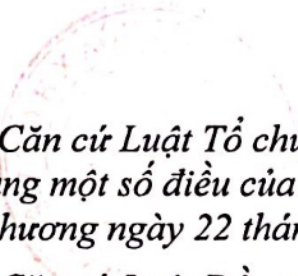 Căn cứ Luật Tổ chu
ng một số điều của
hương ngày 22 thán